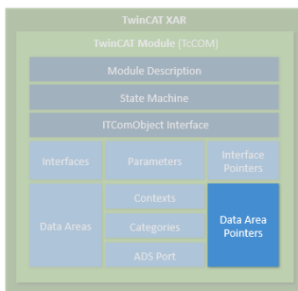 TwinCAT XAR
TwinCAT Module (TcCOM)
Module Description
State Machine
ITComObject Interface
Interfaces
Parameters
Interface
Pointers
Data Areas
Contexts
Categories
ADS Port
Data Area
Pointers